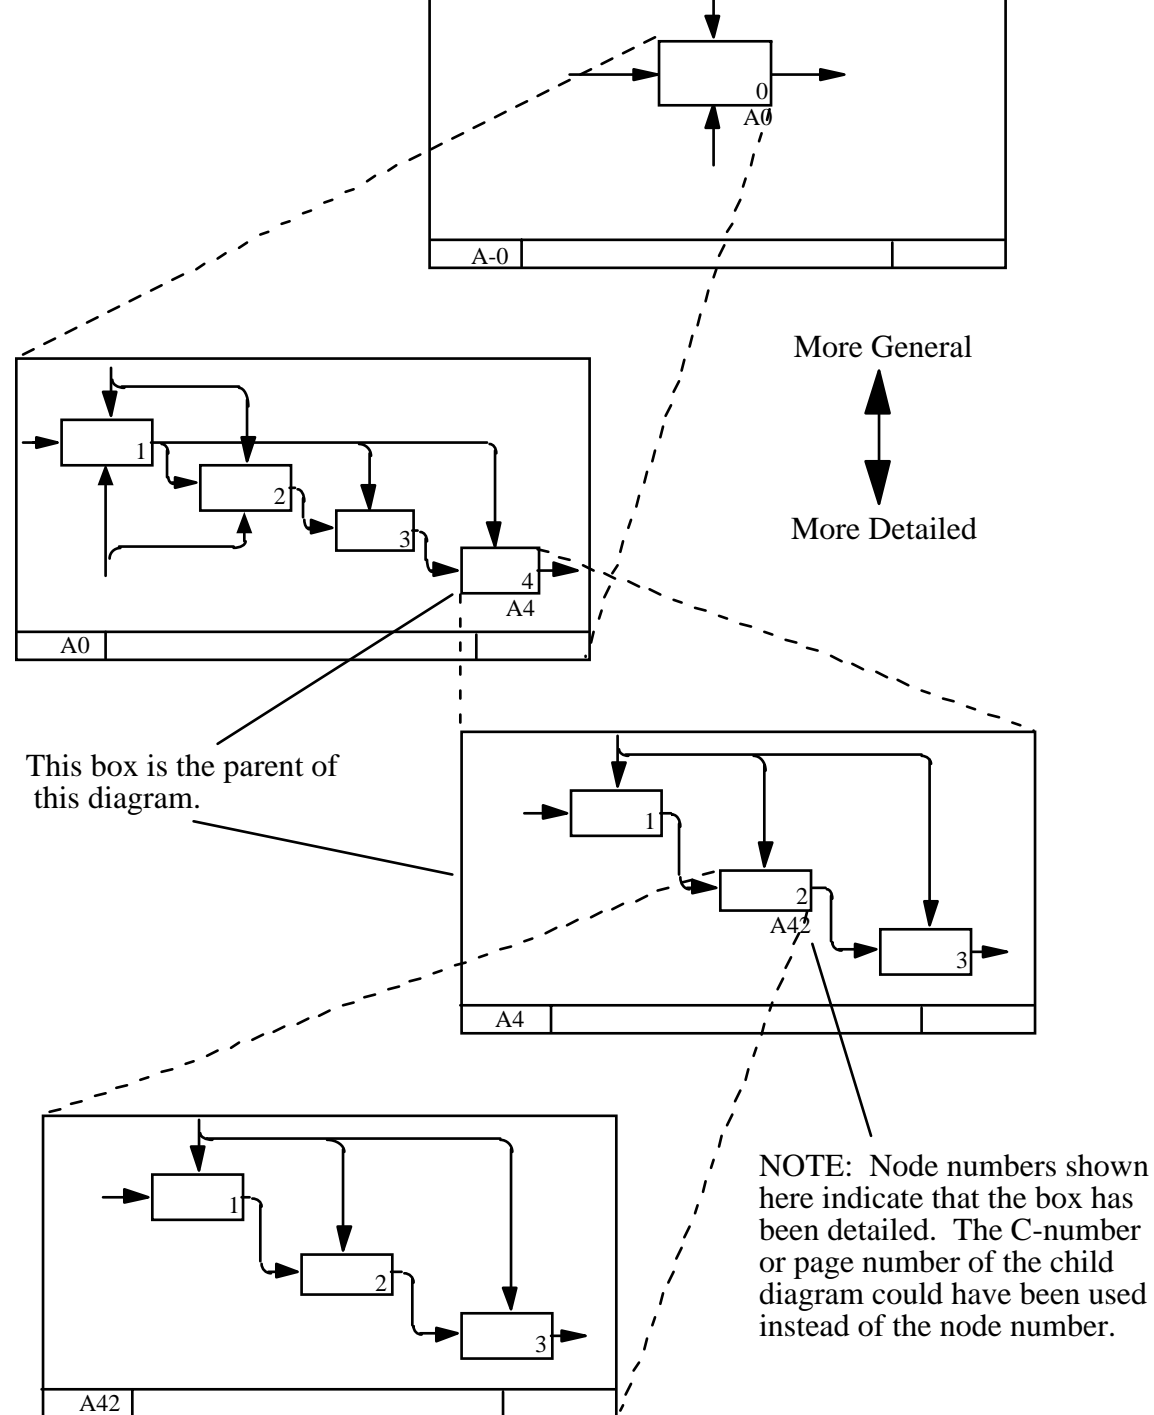 0
A0
A-0
More General
More Detailed
1
2
3
4
A4
A0
This box is the parent of
this diagram.
1
2
A42
3
A4
NOTE:  Node numbers shown
here indicate that the box has
been detailed.  The C-number
or page number of the child
diagram could have been used
instead of the node number.
1
2
3
A42